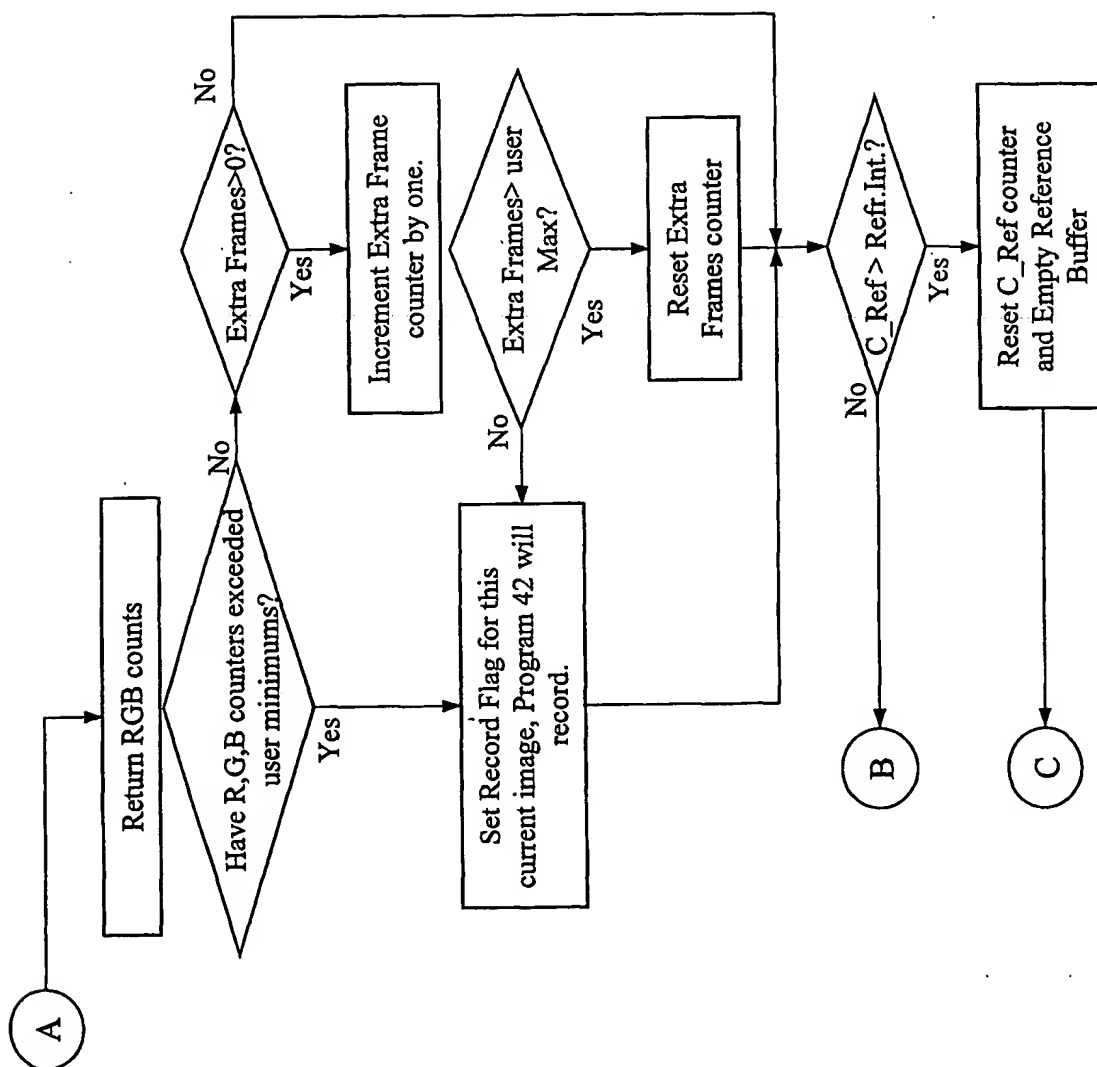 A
Return RGB counts
Have R,G,B counters exceeded
user minimums?
No
Yes
Extra Frames>0?
No
Yes
Increment Extra Frame
counter by one.
Extra Frames> user
Max?
No
Yes
Set Record Flag for this
current image, Program 42 will
record.
Reset Extra
Frames counter
C_Ref > Refr.Int.?
No
Yes
B
Reset C_Ref counter
and Empty Reference
Buffer
C